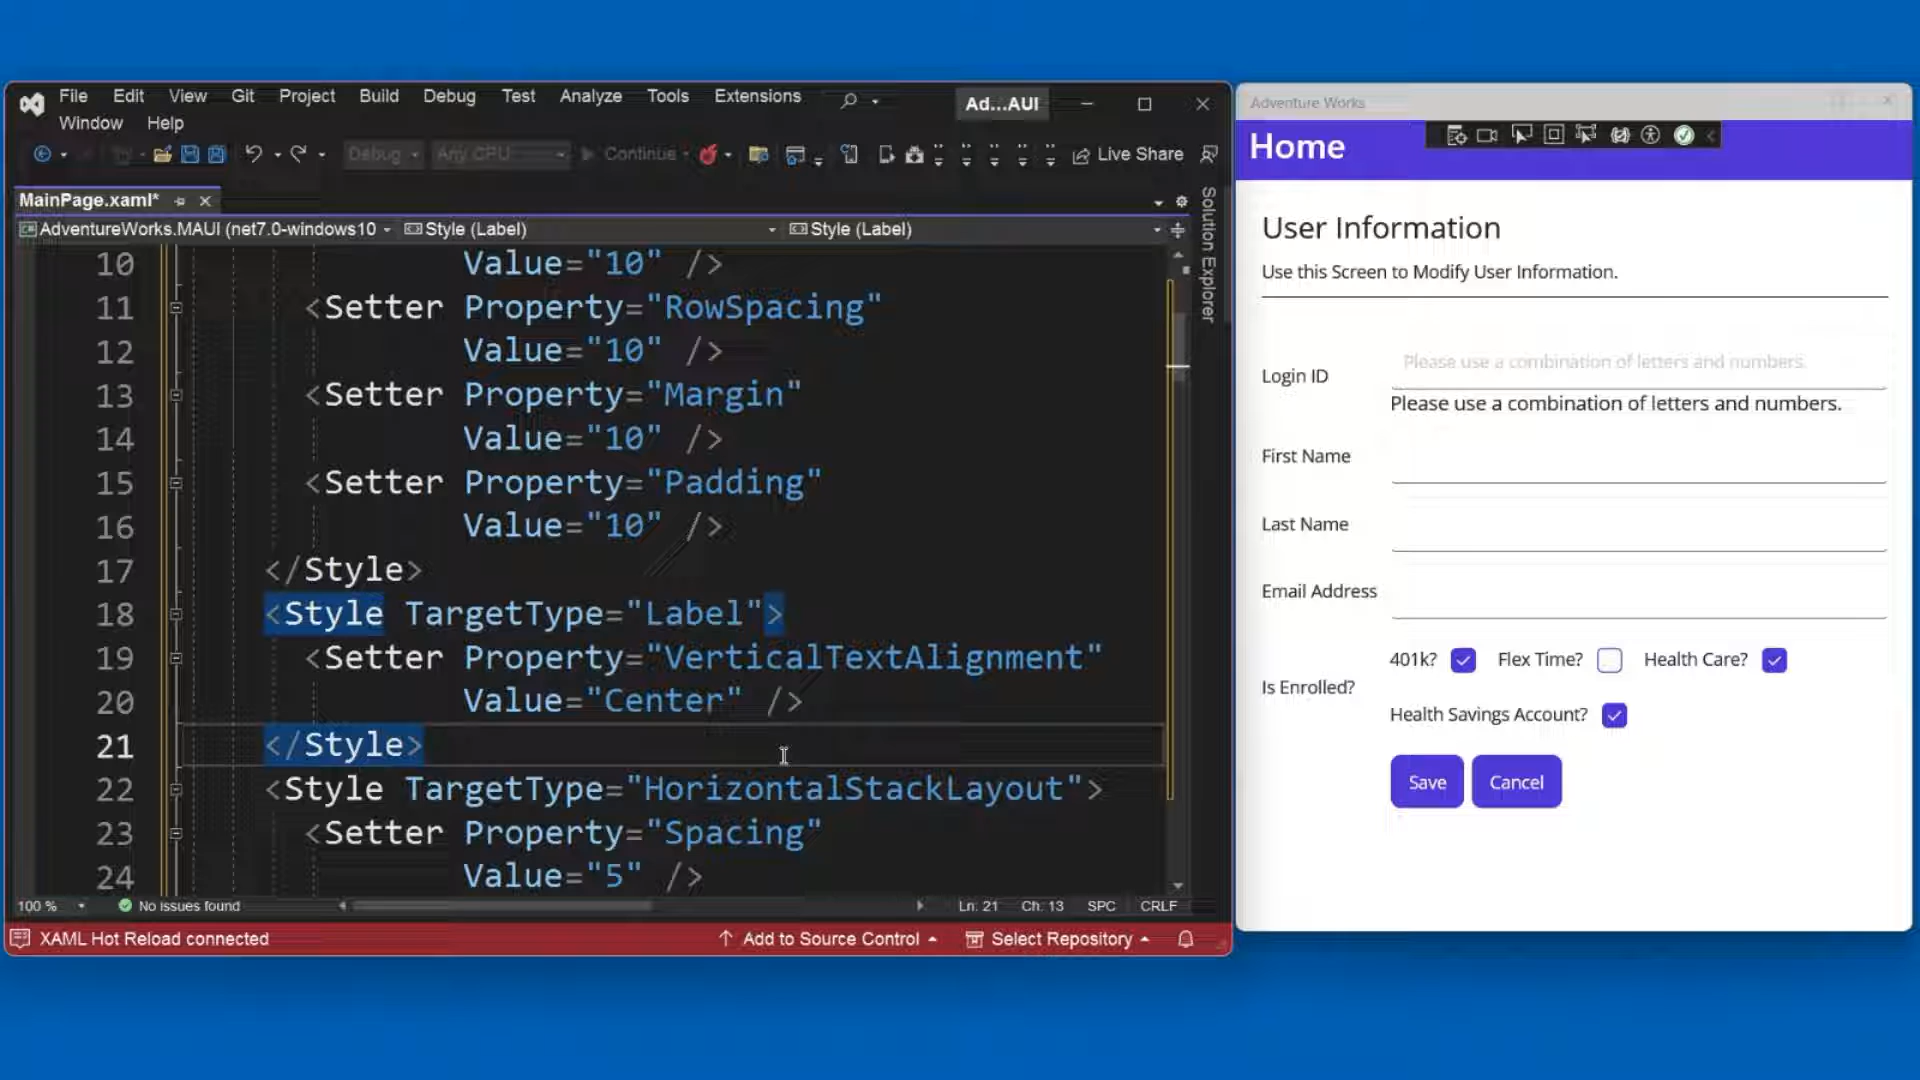 File Edit View Git Project Build Debug Test Analyze Tools Extensions
Ad...AUI
Window Help
Debug Any CPU Continue Live Share
MainPage.xaml*
AdventureWorks.MAUI (net7.0-windows10 Style (Label) Style (Label)
Solution Explorer
10 Value="10" />
11 <Setter Property="RowSpacing"
12 Value="10" />
13 <Setter Property="Margin"
14 Value="10" />
15 <Setter Property="Padding"
16 Value="10" />
17 </Style>
18 <Style TargetType="Label">
19 <Setter Property="VerticalTextAlignment"
20 Value="Center" />
21 </Style>
22 <Style TargetType="HorizontalStackLayout">
23 <Setter Property="Spacing"
24 Value="5" />
100 % No issues found Ln: 21 Ch: 13 SPC CRLF
XAML Hot Reload connected Add to Source Control Select Repository
Adventure Works
Home
User Information
Use this Screen to Modify User Information.
Login ID
Please use a combination of letters and numbers.
Please use a combination of letters and numbers.
First Name
Last Name
Email Address
Is Enrolled?
401k? Flex Time? Health Care?
Health Savings Account?
Save Cancel